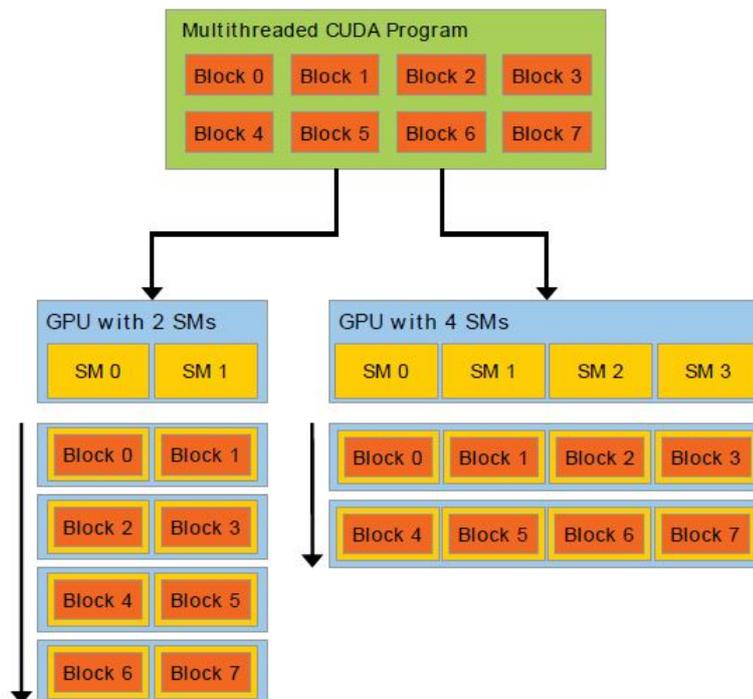 Multithreaded CUDA Program
Block 0 Block 1 Block 2 Block 3
Block 4 Block 5 Block 6 Block 7
GPU with 2 SMs
SM 0 SM 1
Block 0 Block 1
Block 2 Block 3
Block 4 Block 5
Block 6 Block 7
GPU with 4 SMs
SM 0 SM 1 SM 2 SM 3
Block 0 Block 1 Block 2 Block 3
Block 4 Block 5 Block 6 Block 7